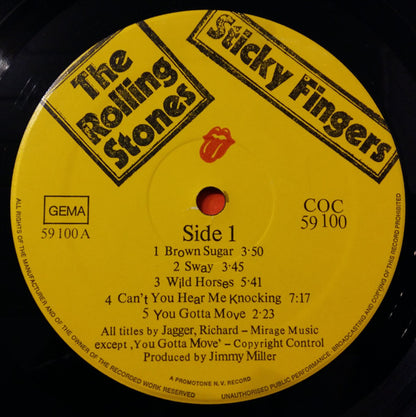 The
Rolling
Stones
Sticky Fingers
GEMA
59 100 A
COC
59 100
Side 1
1 Brown Sugar 3·50
2 Sway 3·45
3 Wild Horses 5·41
4 Can't You Hear Me Knocking 7:17
5 You Gotta Move 2·23
All titles by Jagger, Richard - Mirage Music
except ‚You Gotta Move' - Copyright Control
Produced by Jimmy Miller
A PROMOTONE N.V. RECORD
ALL RIGHTS OF THE MANUFACTURER AND OF THE OWNER OF THE RECORDED WORK RESERVED
UNAUTHORISED PUBLIC PERFORMANCE, BROADCASTING AND COPYING OF THIS RECORD PROHIBITED